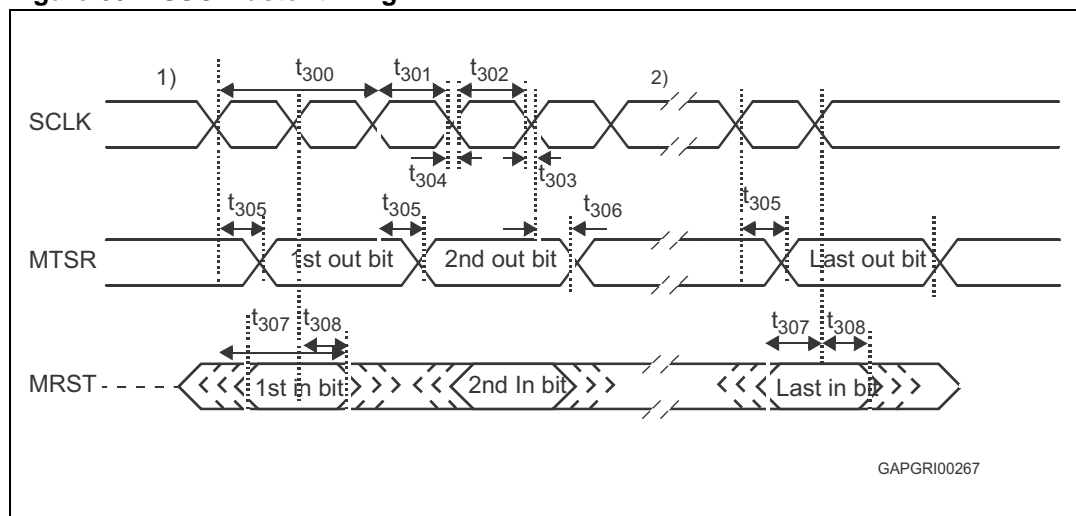 1) t300 t301 t302 2)
SCLK
t304 t303
t305 t305 t306 t305
MTSR 1st out bit 2nd out bit Last out bit
t307 t308 t307 t308
MRST 1st in bit 2nd In bit Last in bit
GAPGRI00267